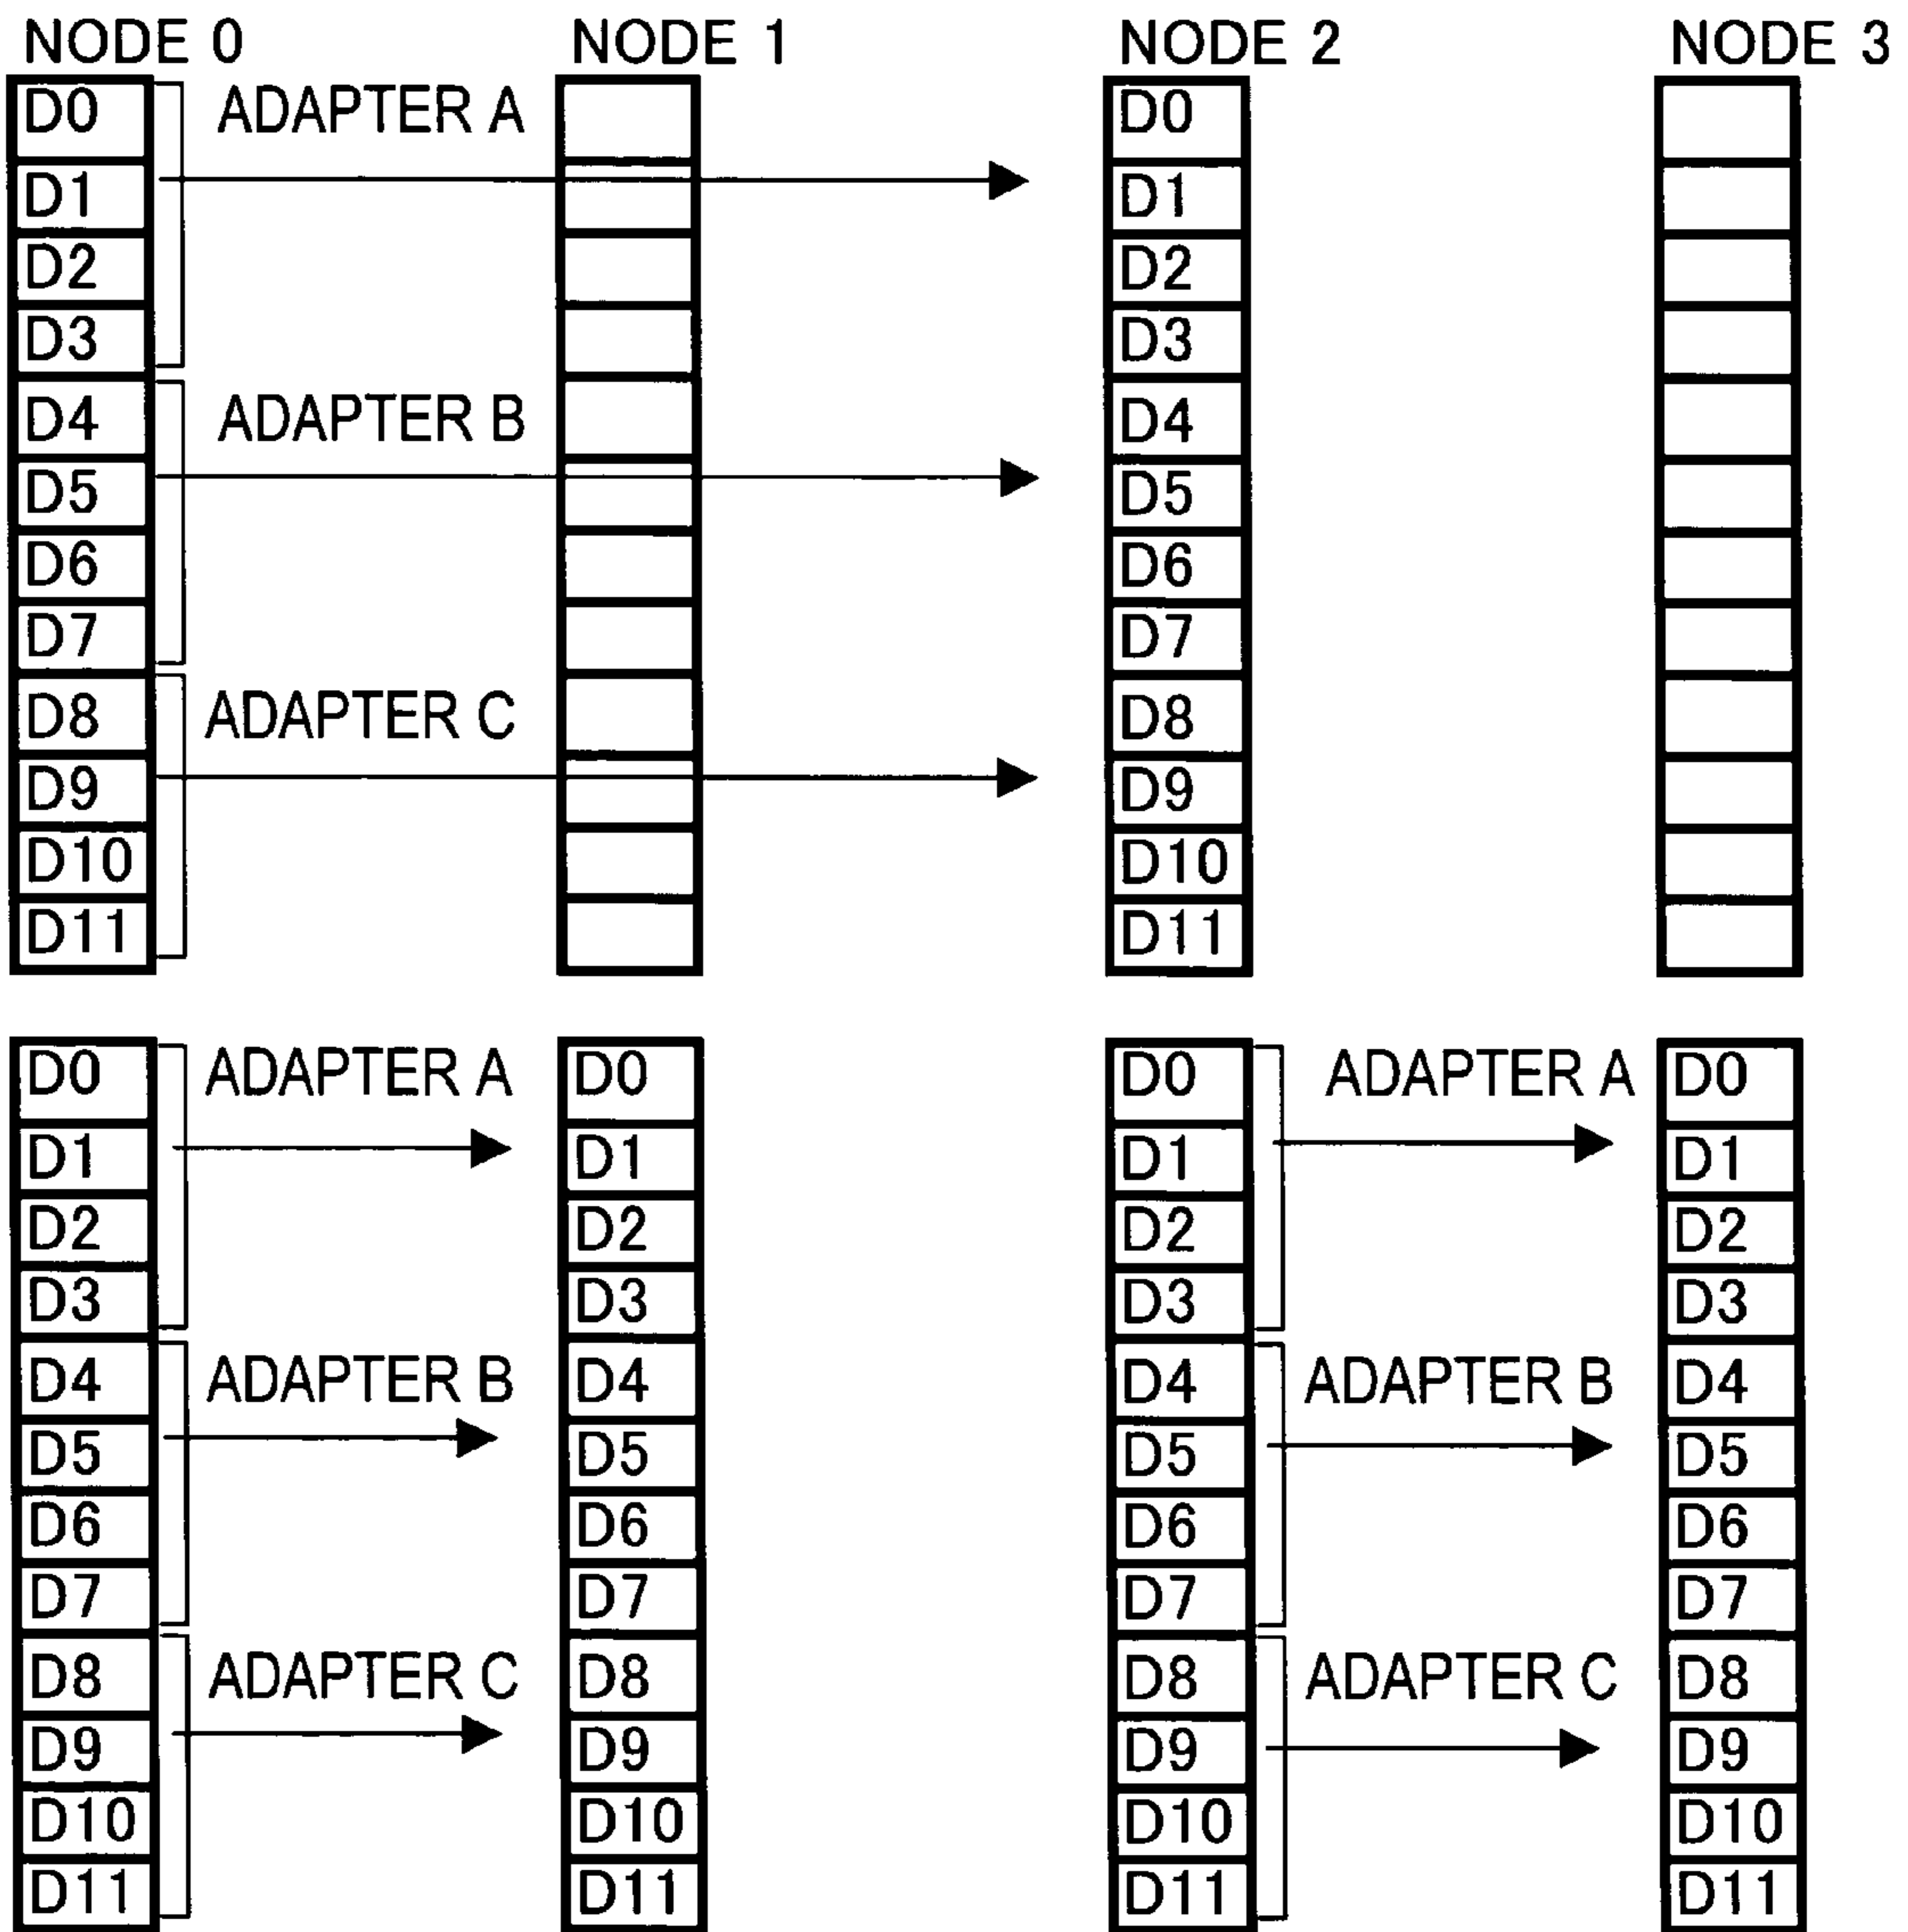 NODE 0 NODE 1 NODE 2 NODE 3
D0 ADAPTER A D0
D1 D1
D2 D2
D3 D3
D4 ADAPTER B D4
D5 D5
D6 D6
D7 D7
D8 ADAPTER C D8
D9 D9
D10 D10
D11 D11
D0 ADAPTER A D0 D0 ADAPTER A D0
D1 D1 D1 D1
D2 D2 D2 D2
D3 D3 D3 D3
D4 ADAPTER B D4 D4 ADAPTER B D4
D5 D5 D5 D5
D6 D6 D6 D6
D7 D7 D7 D7
D8 ADAPTER C D8 D8 ADAPTER C D8
D9 D9 D9 D9
D10 D10 D10 D10
D11 D11 D11 D11